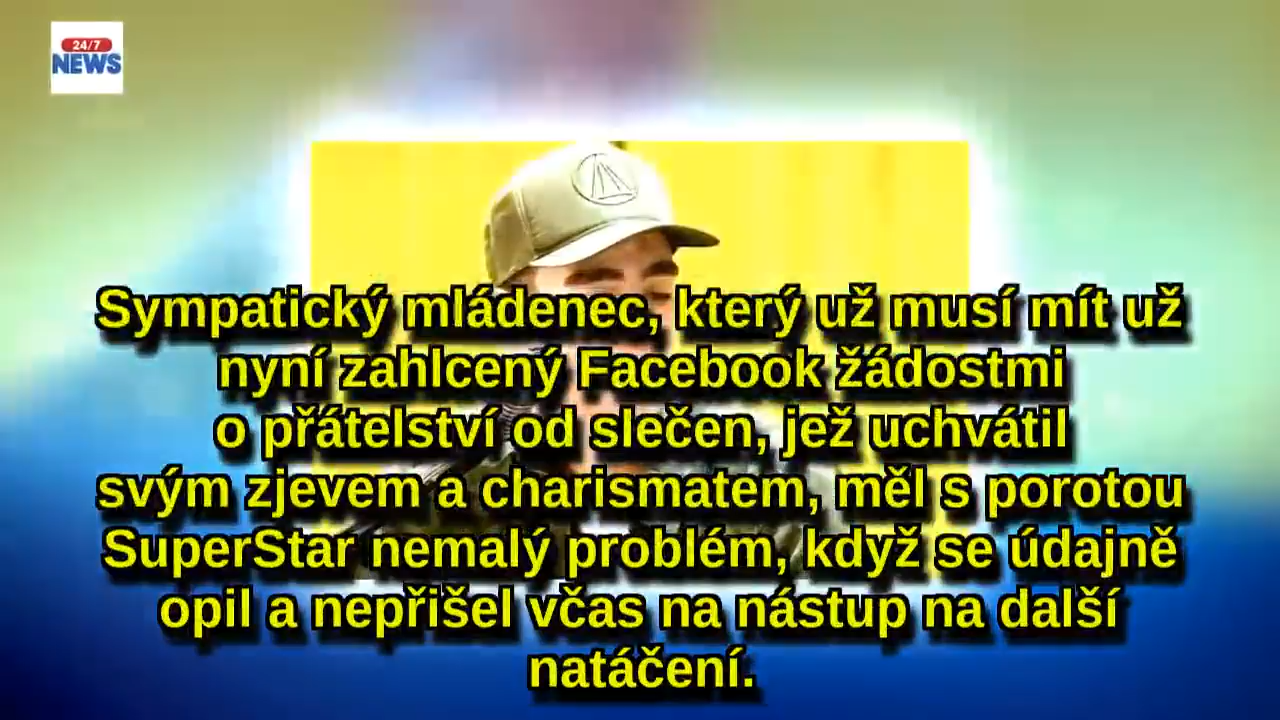 24/7
NEWS
Sympatický mládenec, který už musí mít už
nyní zahlcený Facebook žádostmi
o přátelství od slečen, jež uchvátil
svým zjevem a charismatem, měl s porotou
SuperStar nemalý problém, když se údajně
opil a nepřišel včas na nástup na další
natáčení.